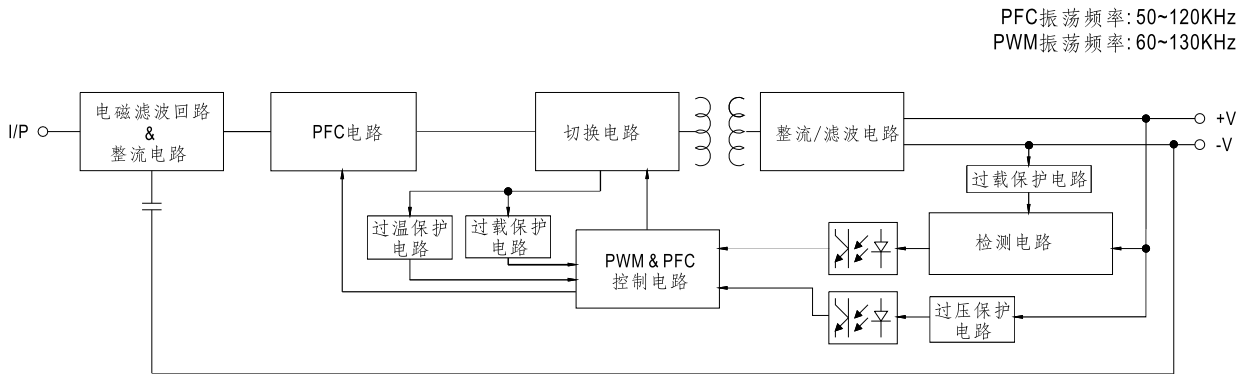 PFC振荡频率: 50~120KHz
PWM振荡频率: 60~130KHz
I/P
电磁滤波回路
&
整流电路
PFC电路
切换电路
整流/滤波电路
+V
-V
过载保护电路
过温保护
电路
过载保护
电路
PWM & PFC
控制电路
检测电路
过压保护
电路